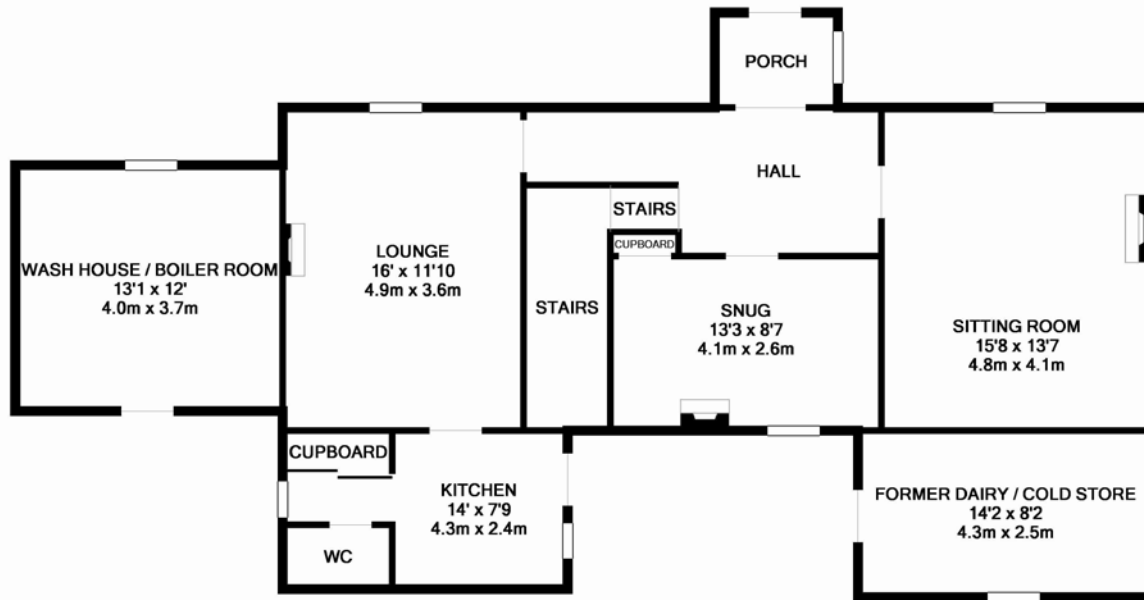 PORCH
HALL
STAIRS
CUPBOARD
LOUNGE
16' x 11'10
4.9m x 3.6m
WASH HOUSE / BOILER ROOM
13'1 x 12'
4.0m x 3.7m
STAIRS
SNUG
13'3 x 8'7
4.1m x 2.6m
SITTING ROOM
15'8 x 13'7
4.8m x 4.1m
CUPBOARD
KITCHEN
14' x 7'9
4.3m x 2.4m
WC
FORMER DAIRY / COLD STORE
14'2 x 8'2
4.3m x 2.5m